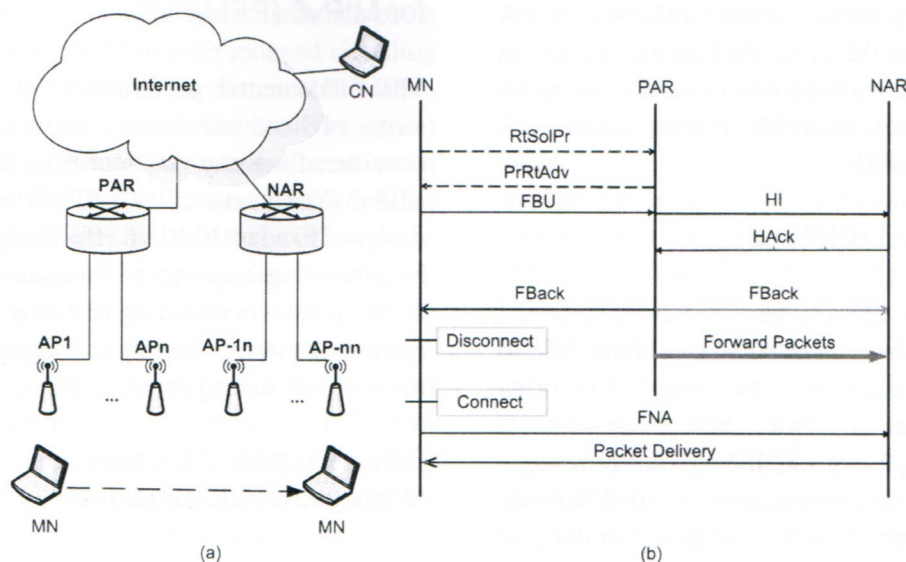 Internet
CN
PAR
NAR
AP1
APn
AP-1n
AP-nn
...
...
MN
MN
(a)
MN
PAR
NAR
RtSolPr
PrRtAdv
FBU
HI
HAck
FBack
FBack
Disconnect
Forward Packets
Connect
FNA
Packet Delivery
(b)